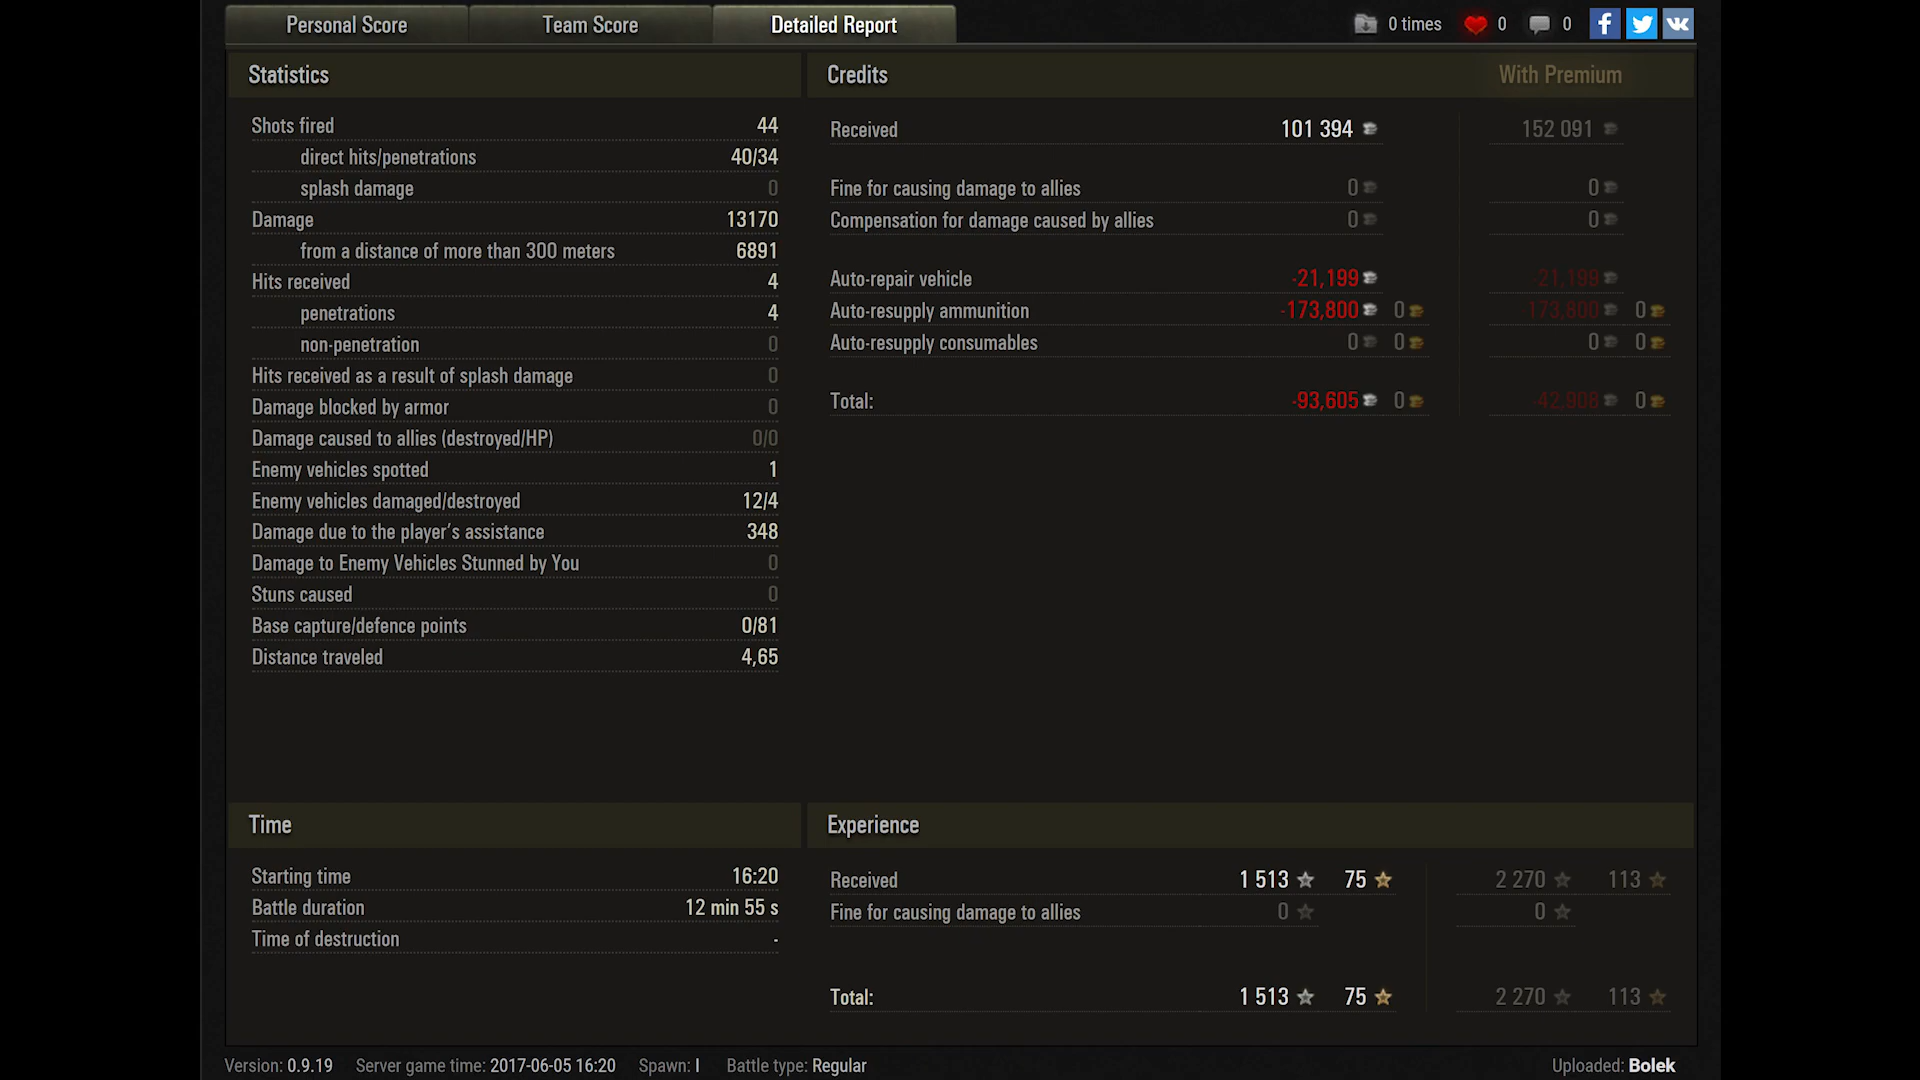 Personal Score Team Score Detailed Report 0 times 0 0
Statistics
Shots fired 44
direct hits/penetrations 40/34
splash damage 0
Damage 13170
from a distance of more than 300 meters 6891
Hits received 4
penetrations 4
non-penetration 0
Hits received as a result of splash damage 0
Damage blocked by armor 0
Damage caused to allies (destroyed/HP) 0/0
Enemy vehicles spotted 1
Enemy vehicles damaged/destroyed 12/4
Damage due to the player's assistance 348
Damage to Enemy Vehicles Stunned by You 0
Stuns caused 0
Base capture/defence points 0/81
Distance traveled 4,65
Credits With Premium
Received 101 394 152 091
Fine for causing damage to allies 0 0
Compensation for damage caused by allies 0 0
Auto-repair vehicle -21,199 -21,199
Auto-resupply ammunition -173,800 0 -173,800 0
Auto-resupply consumables 0 0 0 0
Total: -93,605 0 -42,908 0
Time
Starting time 16:20
Battle duration 12 min 55 s
Time of destruction -
Experience
Received 1 513 75 2 270 113
Fine for causing damage to allies 0 0
Total: 1 513 75 2 270 113
Version: 0.9.19 Server game time: 2017-06-05 16:20 Spawn: I Battle type: Regular Uploaded: Bolek